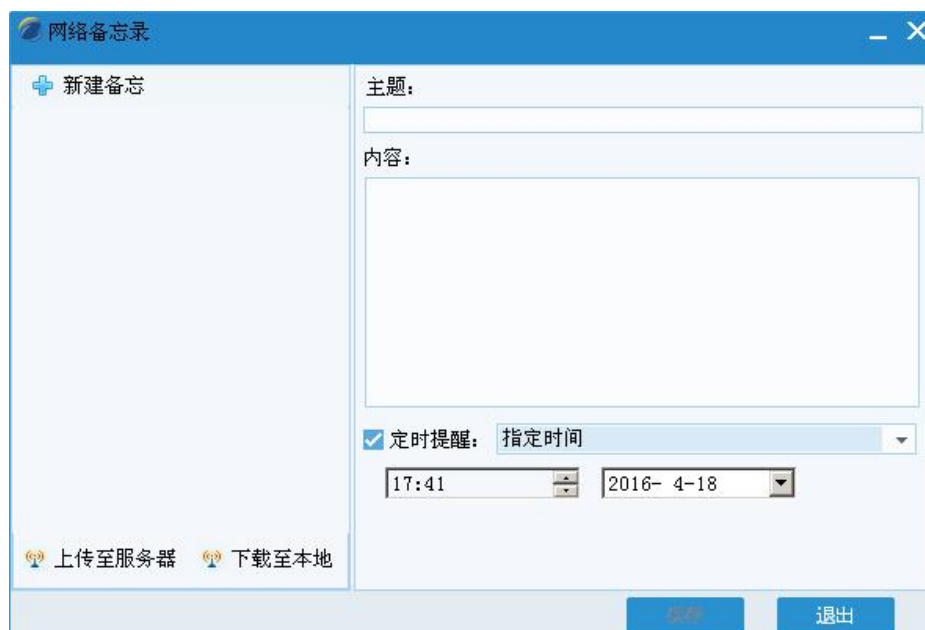 网络备忘录
新建备忘
主题：
内容：
定时提醒： 指定时间
17:41 2016- 4-18
上传至服务器 下载至本地
退出